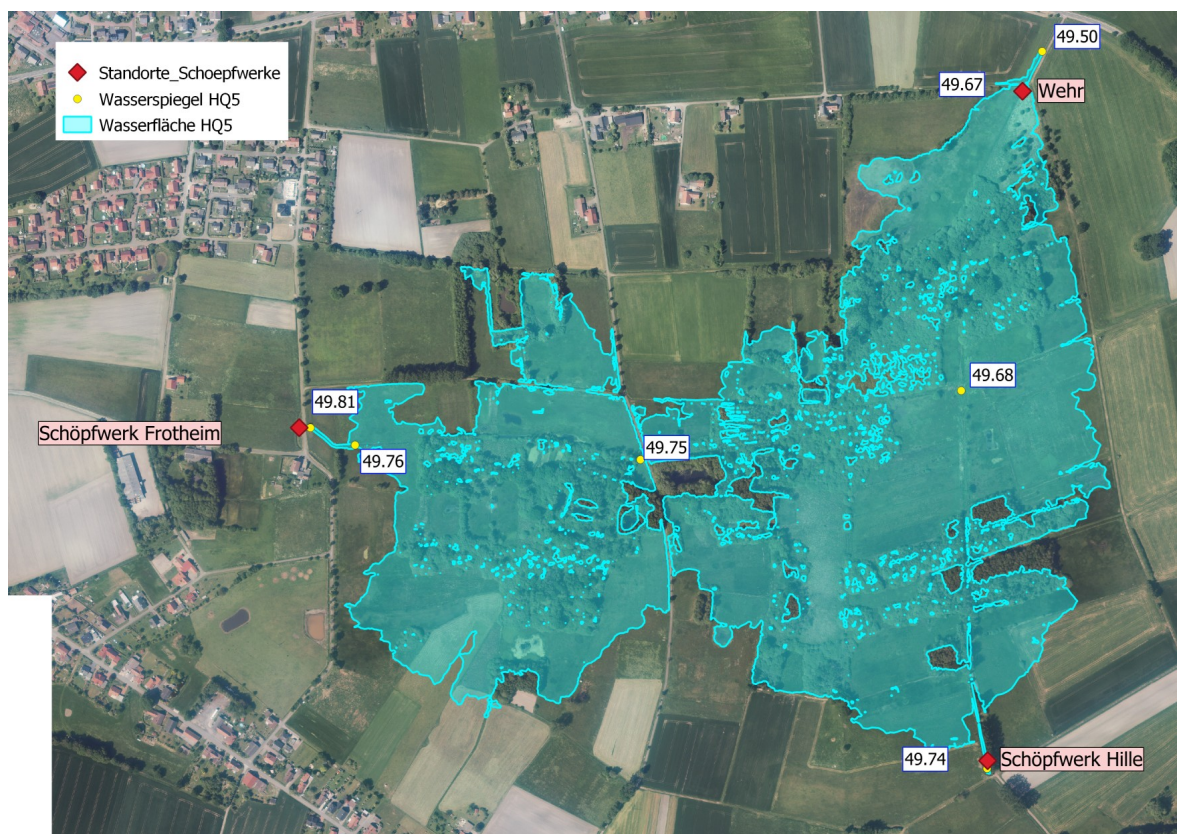 49.50
Standorte_Schoepfwerke
Wasserspiegel HQ5
Wasserfläche HQ5
49.67
Wehr
49.68
49.81
Schöpfwerk Frotheim
49.76
49.75
49.74
Schöpfwerk Hille